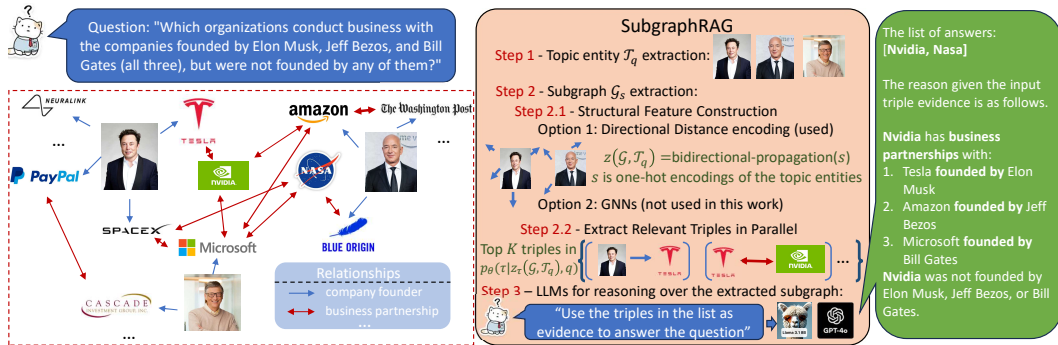 Question: "Which organizations conduct business with
the companies founded by Elon Musk, Jeff Bezos, and Bill
Gates (all three), but were not founded by any of them?"
NEURALINK
TESLA
amazon
The Washington Post
...
...
PayPal
NVIDIA
NASA
SPACEX
Microsoft
BLUE ORIGIN
CASCADE
INVESTMENT GROUP, INC.
...
Relationships
company founder
business partnership
...
SubgraphRAG
Step 1 - Topic entity 𝒯q extraction:
Step 2 - Subgraph 𝒢s extraction:
Step 2.1 - Structural Feature Construction
Option 1: Directional Distance encoding (used)
z(𝒢, 𝒯q) =bidirectional-propagation(s)
s is one-hot encodings of the topic entities
Option 2: GNNs (not used in this work)
Step 2.2 - Extract Relevant Triples in Parallel
Top K triples in
pθ(τ|zτ(𝒢, 𝒯q), q)
TESLA
TESLA
NVIDIA
...
Step 3 – LLMs for reasoning over the extracted subgraph:
"Use the triples in the list as
evidence to answer the question"
Llama 3.1 8B
GPT-4o
The list of answers:
[Nvidia, Nasa]
The reason given the input
triple evidence is as follows.
Nvidia has business
partnerships with:
1. Tesla founded by Elon
Musk
2. Amazon founded by Jeff
Bezos
3. Microsoft founded by
Bill Gates
Nvidia was not founded by
Elon Musk, Jeff Bezos, or Bill
Gates.